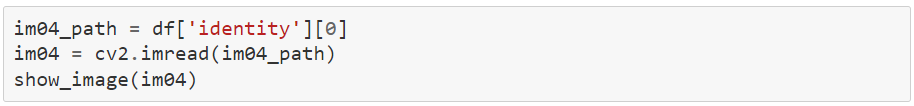 im04_path = df['identity'][0]
im04 = cv2.imread(im04_path)
show_image(im04)